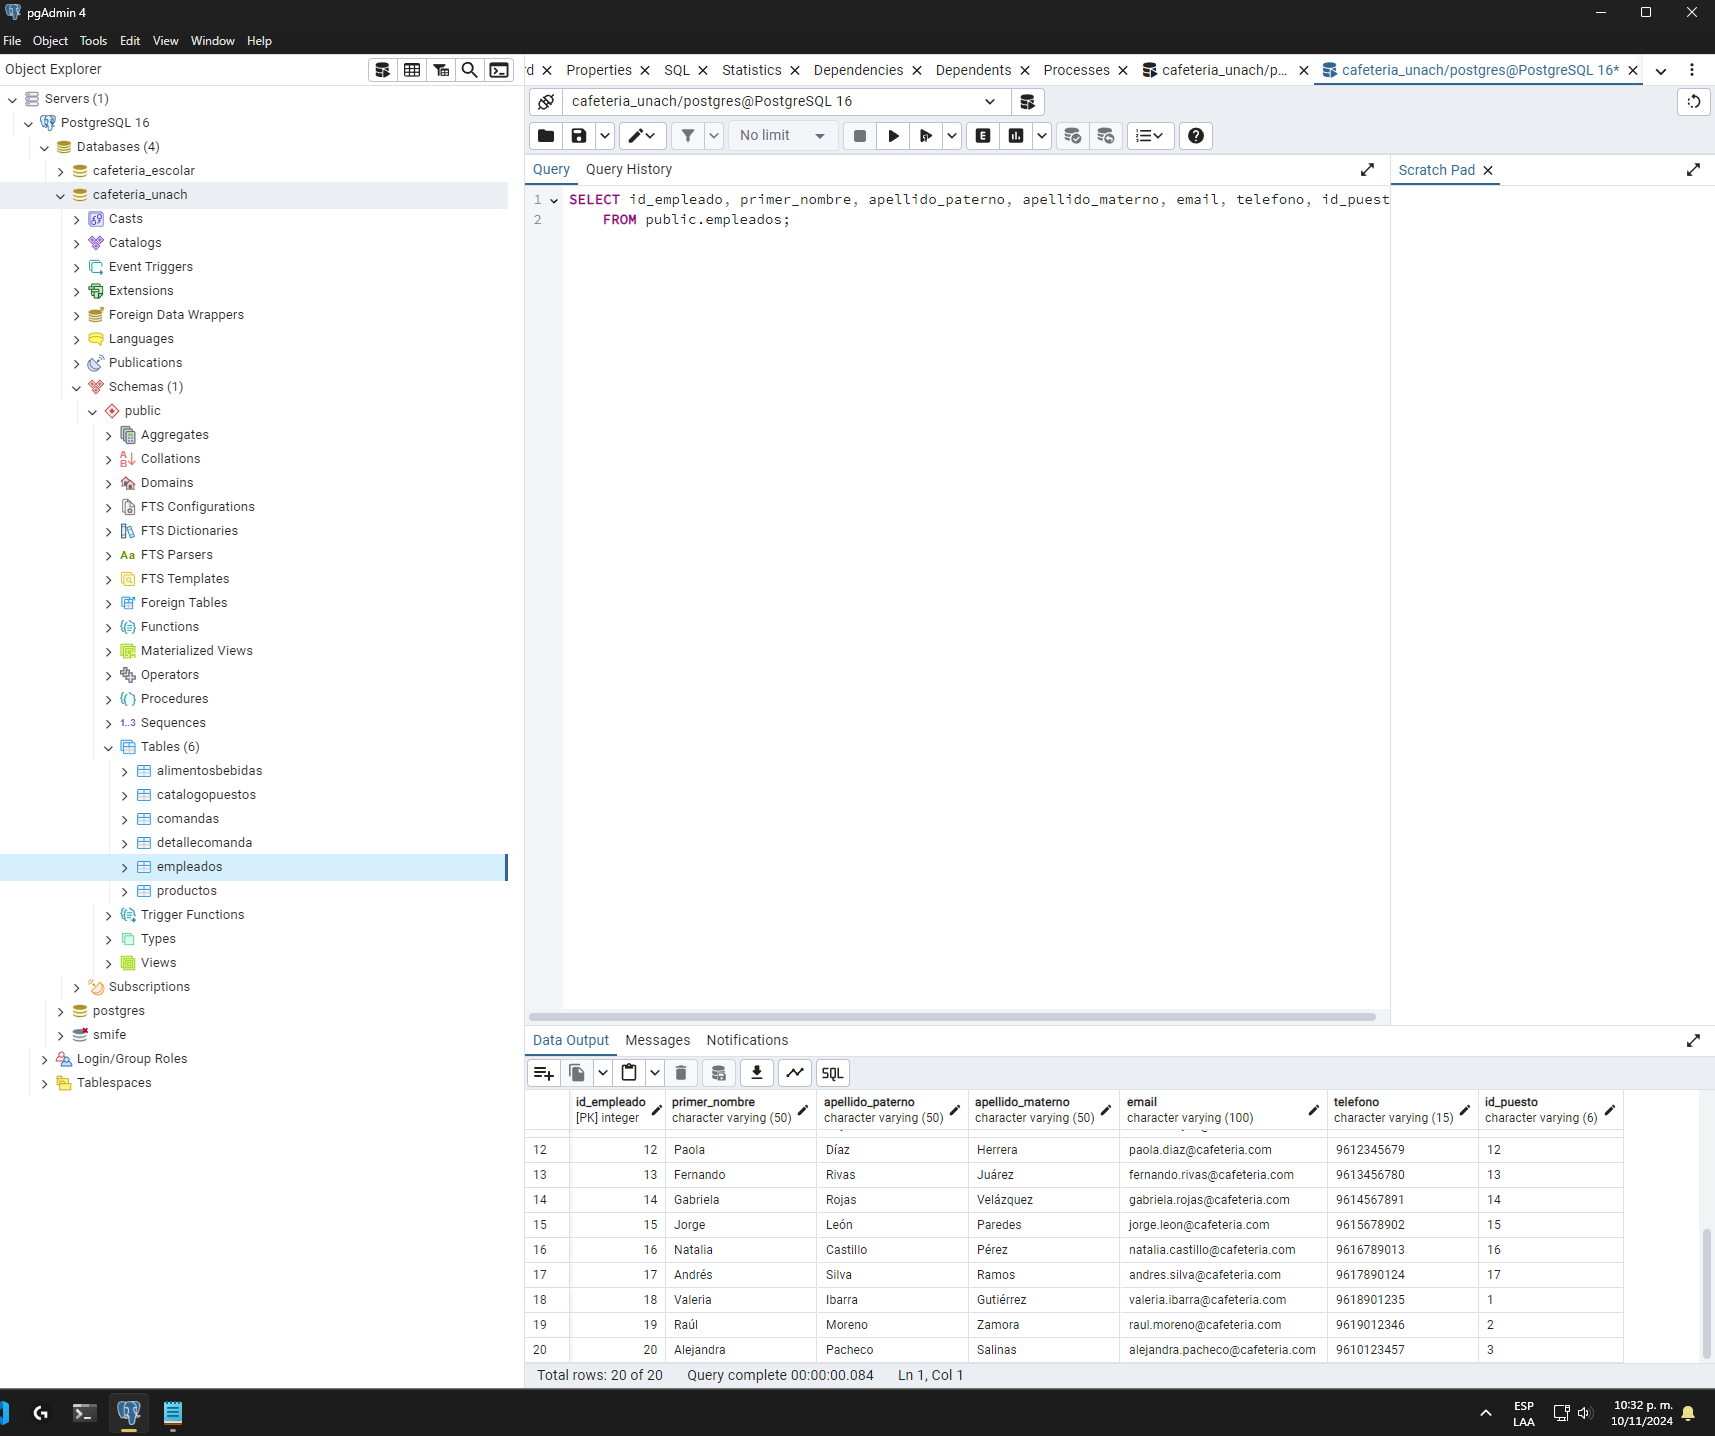 pgAdmin 4
File Object Tools Edit View Window Help
Object Explorer
Servers (1)
PostgreSQL 16
Databases (4)
cafeteria_escolar
cafeteria_unach
Casts
Catalogs
Event Triggers
Extensions
Foreign Data Wrappers
Languages
Publications
Schemas (1)
public
Aggregates
Collations
Domains
FTS Configurations
FTS Dictionaries
Aa FTS Parsers
FTS Templates
Foreign Tables
Functions
Materialized Views
Operators
Procedures
1..3 Sequences
Tables (6)
alimentosbebidas
catalogopuestos
comandas
detallecomanda
empleados
productos
Trigger Functions
Types
Views
Subscriptions
postgres
smife
Login/Group Roles
Tablespaces
rd Properties SQL Statistics Dependencies Dependents Processes cafeteria_unach/p... cafeteria_unach/postgres@PostgreSQL 16*
cafeteria_unach/postgres@PostgreSQL 16
No limit
Query Query History
Scratch Pad
1 SELECT id_empleado, primer_nombre, apellido_paterno, apellido_materno, email, telefono, id_puest
2 FROM public.empleados;
Data Output Messages Notifications
SQL
id_empleado primer_nombre apellido_paterno apellido_materno email telefono id_puesto
[PK] integer character varying (50) character varying (50) character varying (50) character varying (100) character varying (15) character varying (6)
12 12 Paola Díaz Herrera paola.diaz@cafeteria.com 9612345679 12
13 13 Fernando Rivas Juárez fernando.rivas@cafeteria.com 9613456780 13
14 14 Gabriela Rojas Velázquez gabriela.rojas@cafeteria.com 9614567891 14
15 15 Jorge León Paredes jorge.leon@cafeteria.com 9615678902 15
16 16 Natalia Castillo Pérez natalia.castillo@cafeteria.com 9616789013 16
17 17 Andrés Silva Ramos andres.silva@cafeteria.com 9617890124 17
18 18 Valeria Ibarra Gutiérrez valeria.ibarra@cafeteria.com 9618901235 1
19 19 Raúl Moreno Zamora raul.moreno@cafeteria.com 9619012346 2
20 20 Alejandra Pacheco Salinas alejandra.pacheco@cafeteria.com 9610123457 3
Total rows: 20 of 20 Query complete 00:00:00.084 Ln 1, Col 1
ESP
LAA
10:32 p. m.
10/11/2024